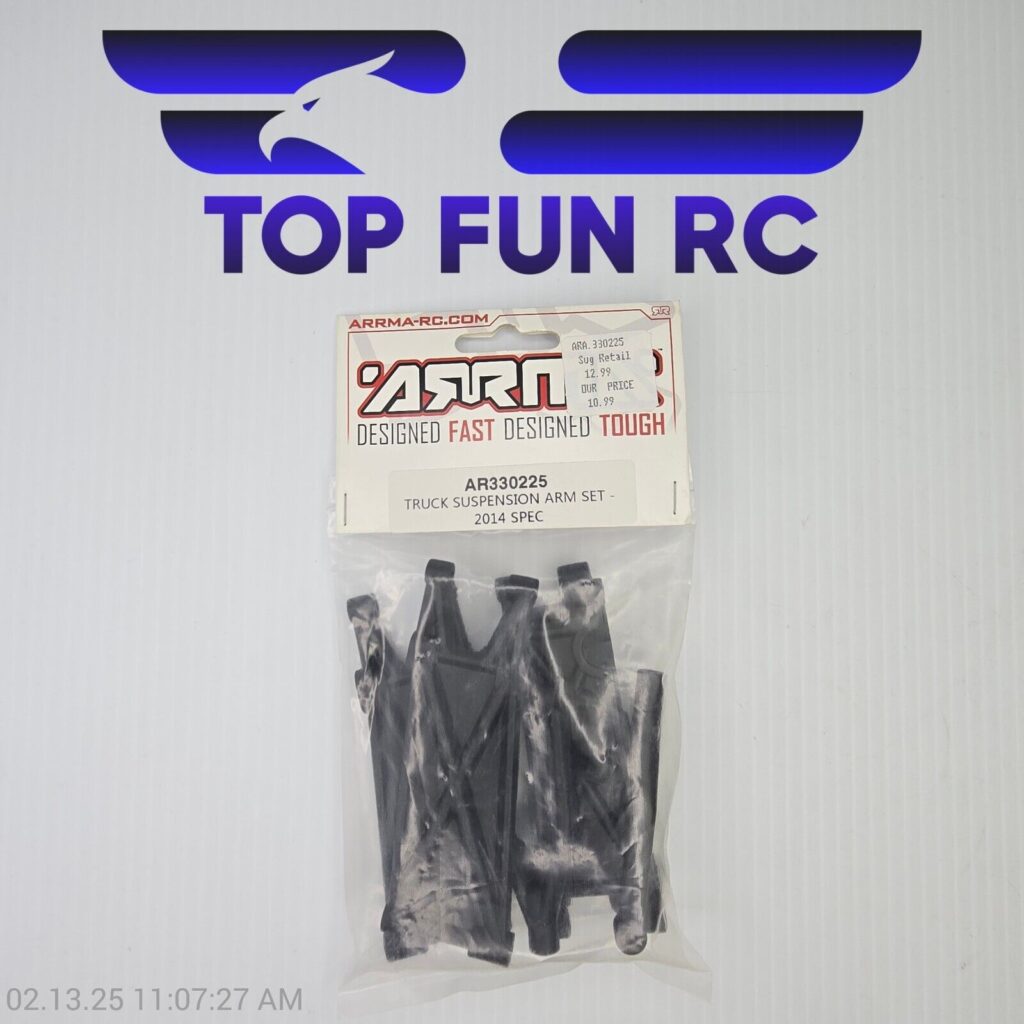 TOP FUN RC
ARRMA-RC.COM
ARA.330225
Sug Retail
12.99
OUR PRICE
10.99
DESIGNED FAST DESIGNED TOUGH
AR330225
TRUCK SUSPENSION ARM SET -
2014 SPEC
02.13.25 11:07:27 AM